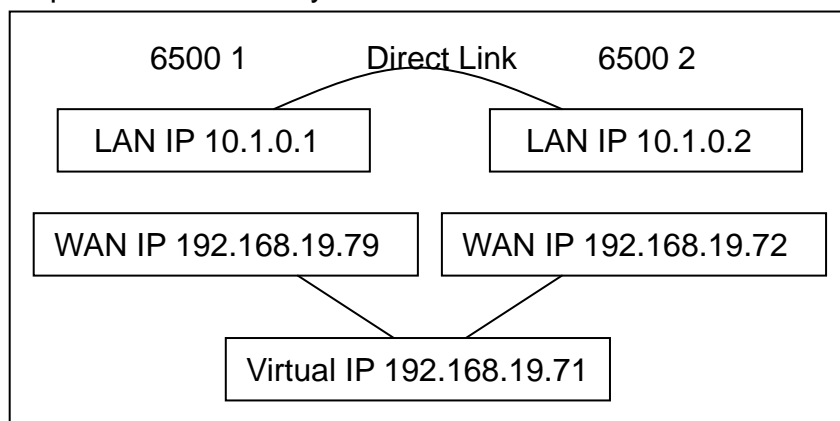 6500 1 Direct Link 6500 2
LAN IP 10.1.0.1 LAN IP 10.1.0.2
WAN IP 192.168.19.79 WAN IP 192.168.19.72
Virtual IP 192.168.19.71